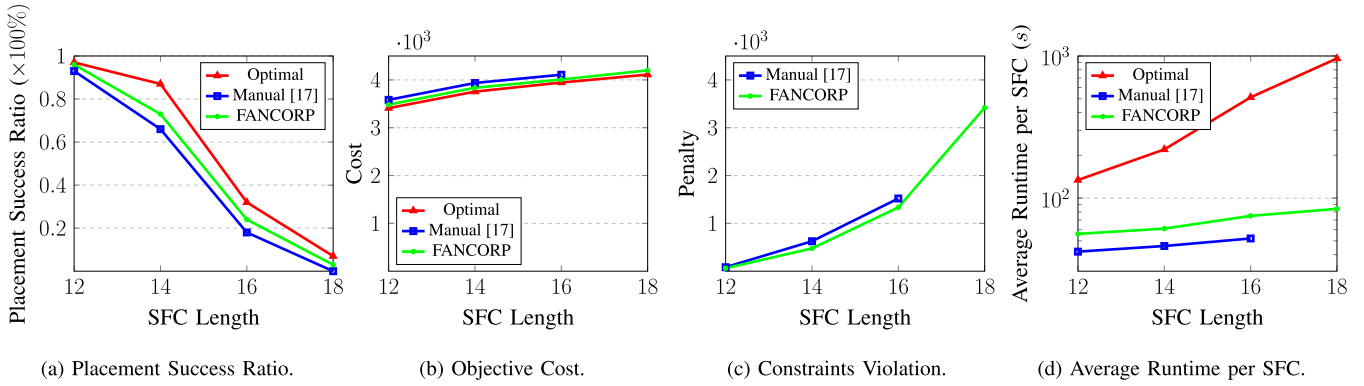 Placement Success Ratio (×100%)
1
0.8
0.6
0.4
0.2
12
14
16
18
SFC Length
Optimal
Manual [17]
FANCORP
(a) Placement Success Ratio.
·10³
4
3
2
1
Cost
12
14
16
18
SFC Length
Optimal
Manual [17]
FANCORP
(b) Objective Cost.
·10³
4
3
2
1
Penalty
12
14
16
18
SFC Length
Manual [17]
FANCORP
(c) Constraints Violation.
Average Runtime per SFC (s)
10³
10²
12
14
16
18
SFC Length
Optimal
Manual [17]
FANCORP
(d) Average Runtime per SFC.